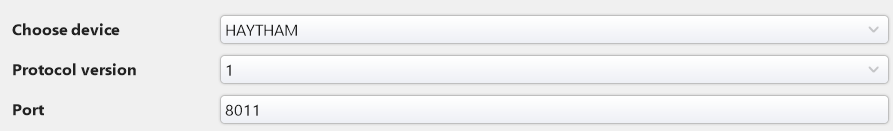 Choose device HAYTHAM
Protocol version 1
Port 8011